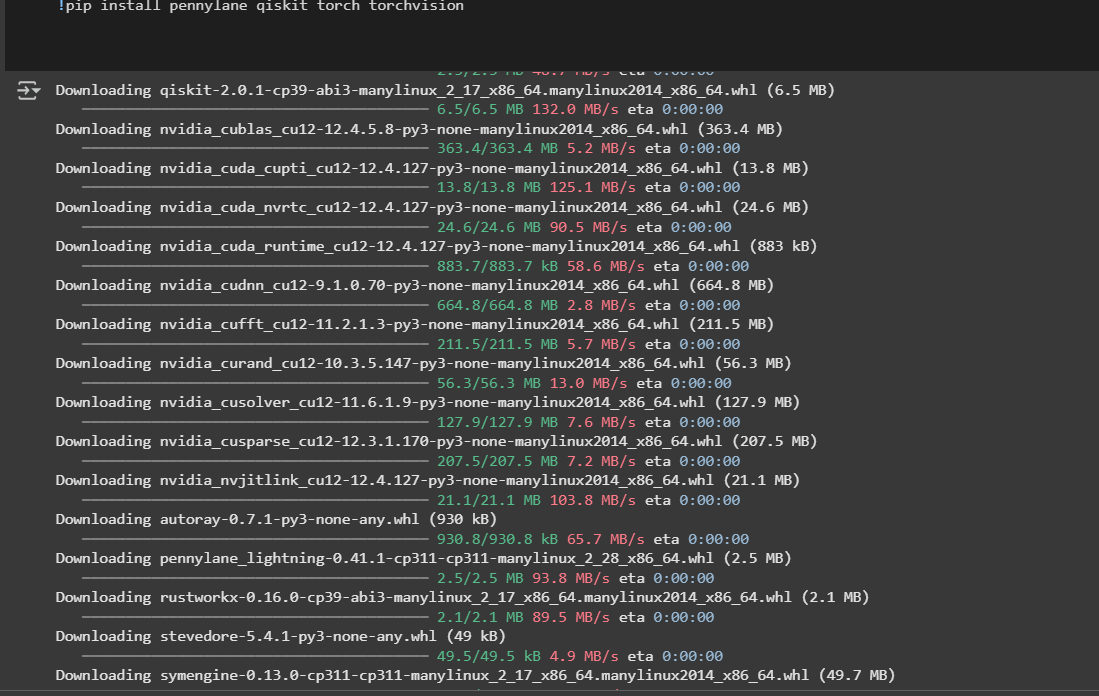 !pip install pennylane qiskit torch torchvision
2.5/2.5 MB 48.7 MB/s eta 0:00:00
Downloading qiskit-2.0.1-cp39-abi3-manylinux_2_17_x86_64.manylinux2014_x86_64.whl (6.5 MB)
6.5/6.5 MB 132.0 MB/s eta 0:00:00
Downloading nvidia_cublas_cu12-12.4.5.8-py3-none-manylinux2014_x86_64.whl (363.4 MB)
363.4/363.4 MB 5.2 MB/s eta 0:00:00
Downloading nvidia_cuda_cupti_cu12-12.4.127-py3-none-manylinux2014_x86_64.whl (13.8 MB)
13.8/13.8 MB 125.1 MB/s eta 0:00:00
Downloading nvidia_cuda_nvrtc_cu12-12.4.127-py3-none-manylinux2014_x86_64.whl (24.6 MB)
24.6/24.6 MB 90.5 MB/s eta 0:00:00
Downloading nvidia_cuda_runtime_cu12-12.4.127-py3-none-manylinux2014_x86_64.whl (883 kB)
883.7/883.7 kB 58.6 MB/s eta 0:00:00
Downloading nvidia_cudnn_cu12-9.1.0.70-py3-none-manylinux2014_x86_64.whl (664.8 MB)
664.8/664.8 MB 2.8 MB/s eta 0:00:00
Downloading nvidia_cufft_cu12-11.2.1.3-py3-none-manylinux2014_x86_64.whl (211.5 MB)
211.5/211.5 MB 5.7 MB/s eta 0:00:00
Downloading nvidia_curand_cu12-10.3.5.147-py3-none-manylinux2014_x86_64.whl (56.3 MB)
56.3/56.3 MB 13.0 MB/s eta 0:00:00
Downloading nvidia_cusolver_cu12-11.6.1.9-py3-none-manylinux2014_x86_64.whl (127.9 MB)
127.9/127.9 MB 7.6 MB/s eta 0:00:00
Downloading nvidia_cusparse_cu12-12.3.1.170-py3-none-manylinux2014_x86_64.whl (207.5 MB)
207.5/207.5 MB 7.2 MB/s eta 0:00:00
Downloading nvidia_nvjitlink_cu12-12.4.127-py3-none-manylinux2014_x86_64.whl (21.1 MB)
21.1/21.1 MB 103.8 MB/s eta 0:00:00
Downloading autoray-0.7.1-py3-none-any.whl (930 kB)
930.8/930.8 kB 65.7 MB/s eta 0:00:00
Downloading pennylane_lightning-0.41.1-cp311-cp311-manylinux_2_28_x86_64.whl (2.5 MB)
2.5/2.5 MB 93.8 MB/s eta 0:00:00
Downloading rustworkx-0.16.0-cp39-abi3-manylinux_2_17_x86_64.manylinux2014_x86_64.whl (2.1 MB)
2.1/2.1 MB 89.5 MB/s eta 0:00:00
Downloading stevedore-5.4.1-py3-none-any.whl (49 kB)
49.5/49.5 kB 4.9 MB/s eta 0:00:00
Downloading symengine-0.13.0-cp311-cp311-manylinux_2_17_x86_64.manylinux2014_x86_64.whl (49.7 MB)